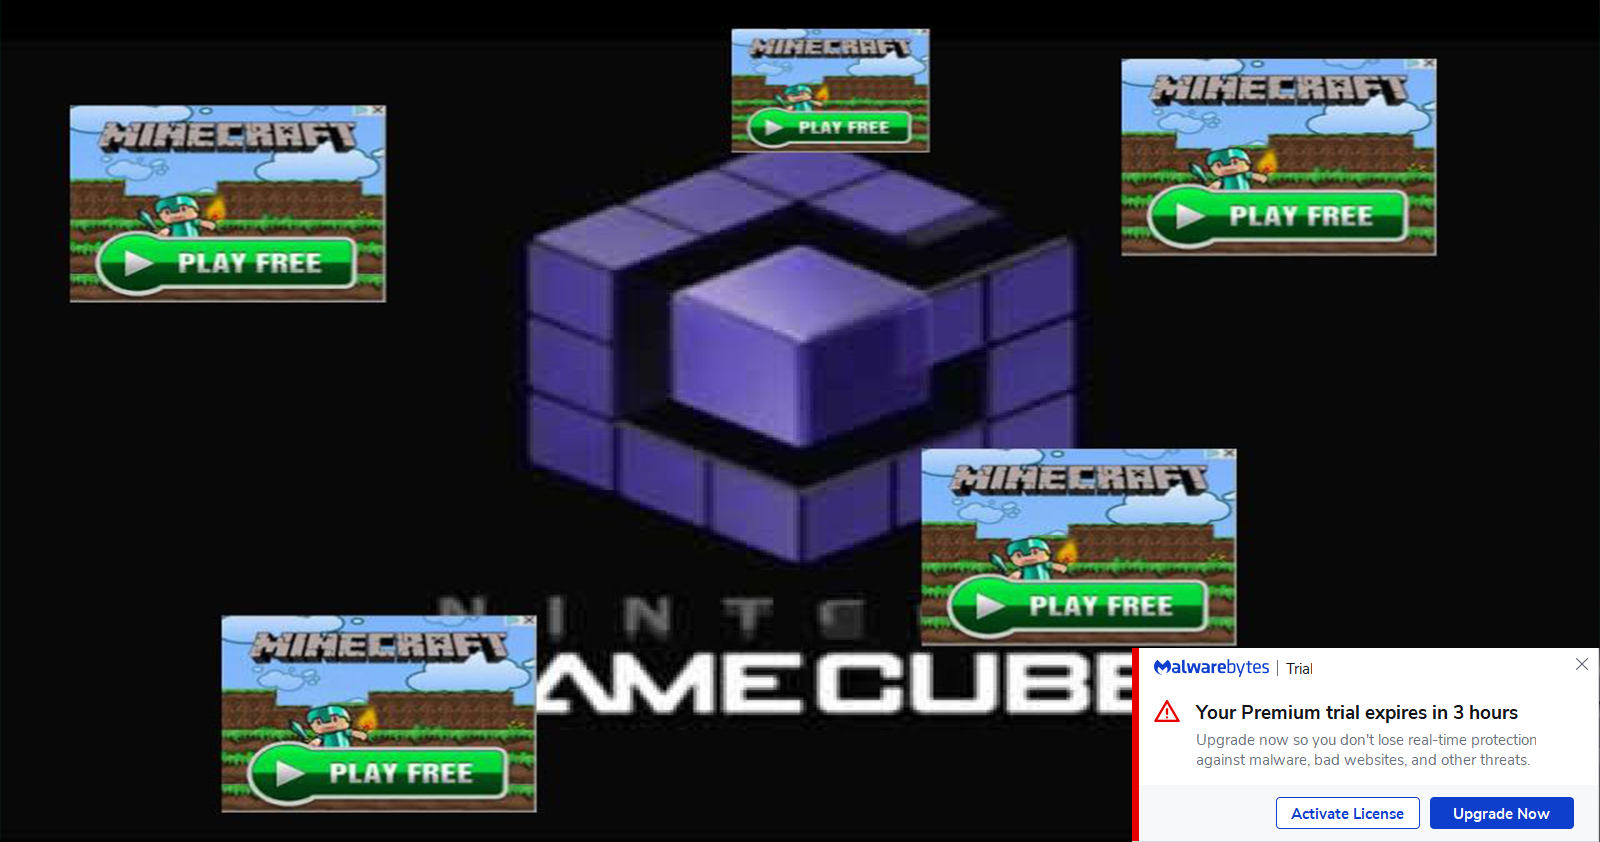 MINECRAFT
PLAY FREE
MINECRAFT
PLAY FREE
MINECRAFT
PLAY FREE
MINECRAFT
PLAY FREE
NINTE
AMECUBE
MINECRAFT
PLAY FREE
Malwarebytes | Trial
Your Premium trial expires in 3 hours
Upgrade now so you don't lose real-time protection
against malware, bad websites, and other threats.
Activate License
Upgrade Now